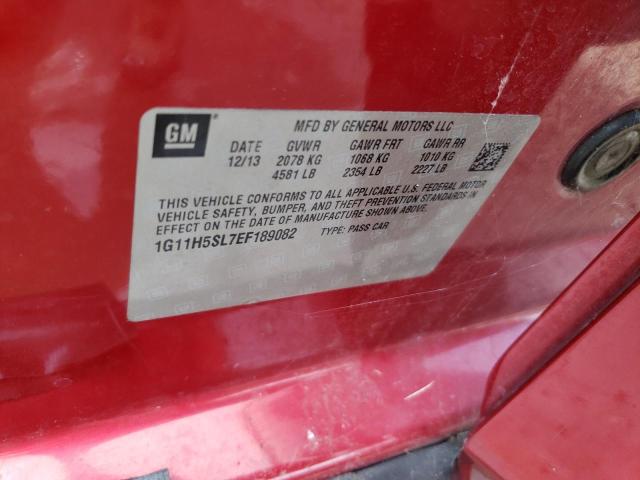 GM
MFD BY GENERAL MOTORS LLC
DATE GVWR GAWR FRT GAWR RR
12/13 2078 KG 1068 KG 1010 KG
4581 LB 2354 LB 2227 LB
THIS VEHICLE CONFORMS TO ALL APPLICABLE U.S. FEDERAL MOTOR
VEHICLE SAFETY, BUMPER, AND THEFT PREVENTION STANDARDS IN
EFFECT ON THE DATE OF MANUFACTURE SHOWN ABOVE.
1G11H5SL7EF189082 TYPE: PASS CAR